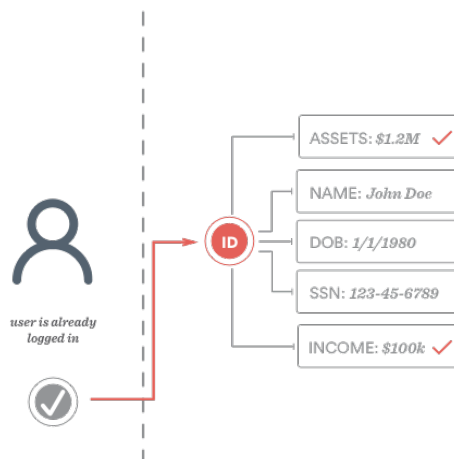 ASSETS: $1.2M
NAME: John Doe
ID
DOB: 1/1/1980
SSN: 123-45-6789
user is already
logged in
INCOME: $100k